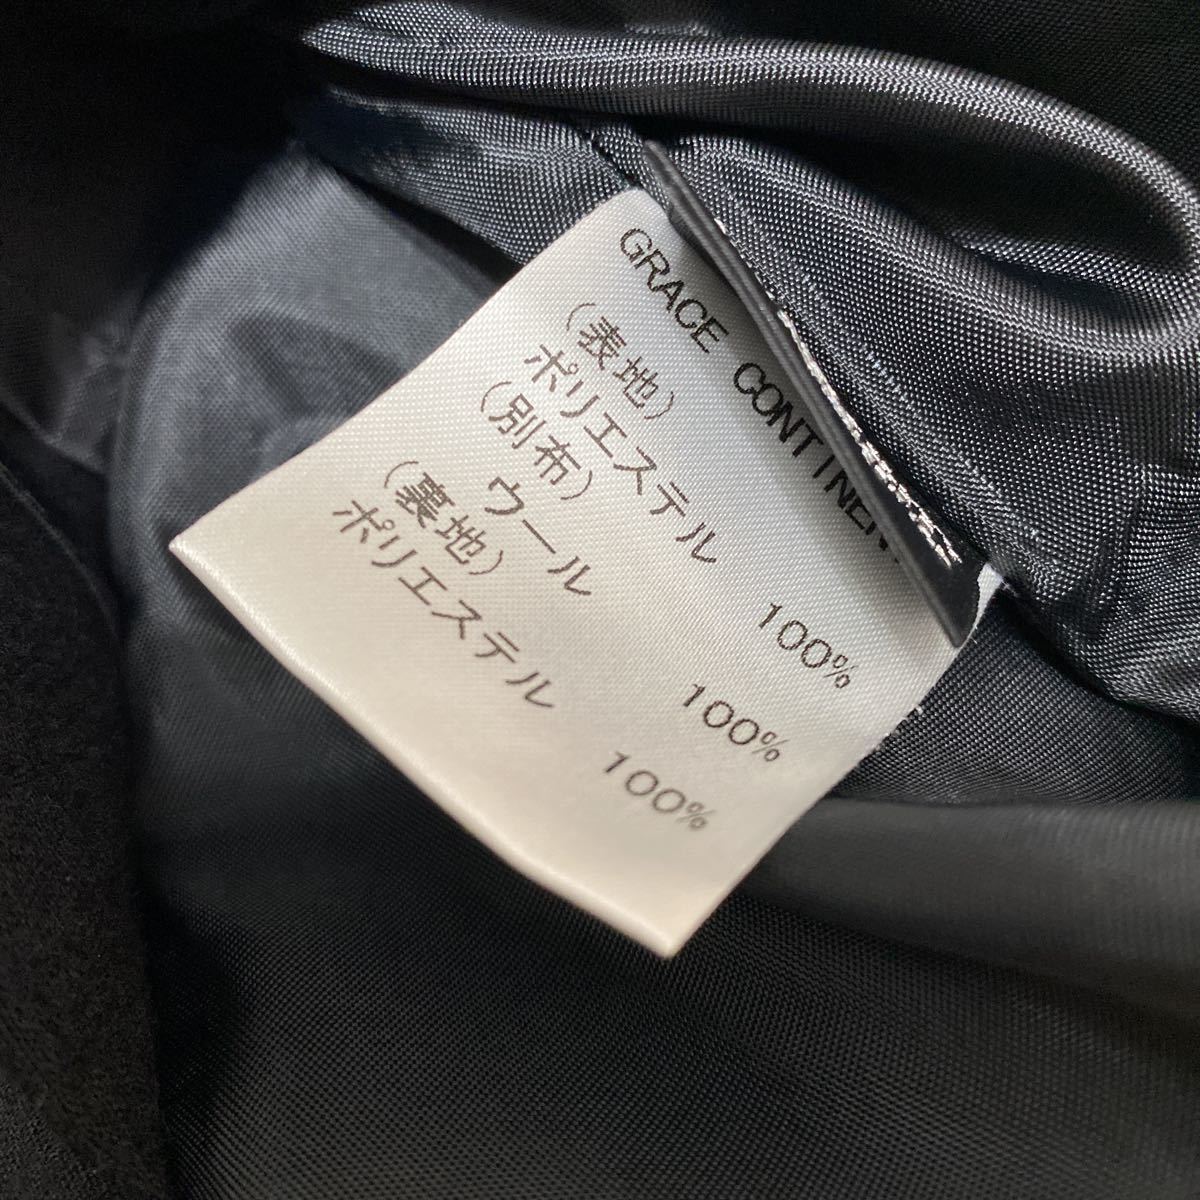 GRACE CONTINEN
(表地)
ポリエステル 100%
(別布)
ウール 100%
(裏地)
ポリエステル 100%